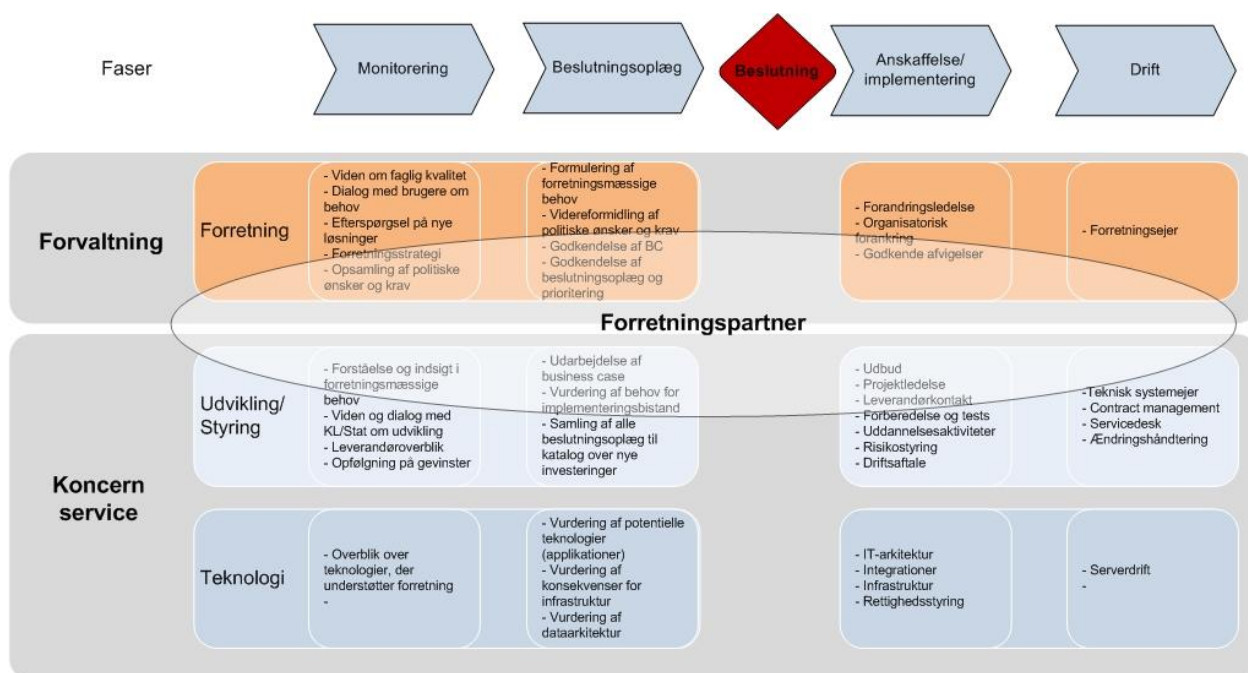 Faser
Monitorering
Beslutningsoplæg
Beslutning
Anskaffelse/
implementering
Drift
Forvaltning
Forretning
- Viden om faglig kvalitet
- Dialog med brugere om
behov
- Efterspørgsel på nye
løsninger
- Forretningsstrategi
- Opsamling af politiske
ønsker og krav
- Formulering af
forretningsmæssige
behov
- Videreformidling af
politiske ønsker og krav
- Godkendelse af BC
- Godkendelse af
beslutningsoplæg og
prioritering
- Forandringsledelse
- Organisatorisk
forankring
- Godkende afvigelser
- Forretningsejer
Forretningspartner
Koncern
service
Udvikling/
Styring
- Forståelse og indsigt i
forretningsmæssige
behov
- Viden og dialog med
KL/Stat om udvikling
- Leverandøroverblik
- Opfølgning på gevinster
- Udarbejdelse af
business case
- Vurdering af behov for
implementeringsbistand
- Samling af alle
beslutningsoplæg til
katalog over nye
investeringer
- Udbud
- Projektledelse
- Leverandørkontakt
- Forberedelse og tests
- Uddannelsesaktiviteter
- Risikostyring
- Driftsaftale
-Teknisk systemejer
- Contract management
- Servicedesk
- Ændringshåndtering
Teknologi
- Overblik over
teknologier, der
understøtter forretning
-
- Vurdering af potentielle
teknologier
(applikationer)
- Vurdering af
konsekvenser for
infrastruktur
- Vurdering af
dataarkitektur
- IT-arkitektur
- Integrationer
- Infrastruktur
- Rettighedsstyring
- Serverdrift
-